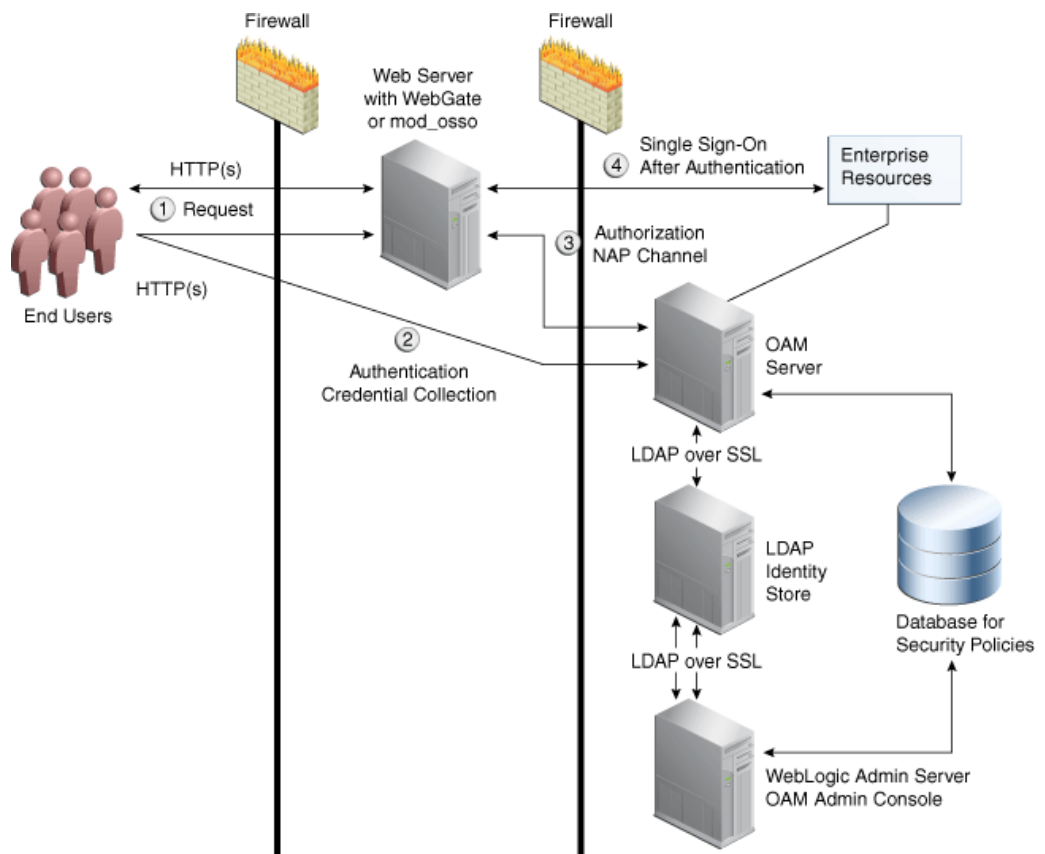 Firewall
Firewall
Web Server
with WebGate
or mod_osso
HTTP(s)
1 Request
HTTP(s)
End Users
2
Authentication
Credential Collection
4 Single Sign-On
After Authentication
Enterprise
Resources
3 Authorization
NAP Channel
OAM
Server
LDAP over SSL
LDAP
Identity
Store
Database for
Security Policies
LDAP over SSL
WebLogic Admin Server
OAM Admin Console